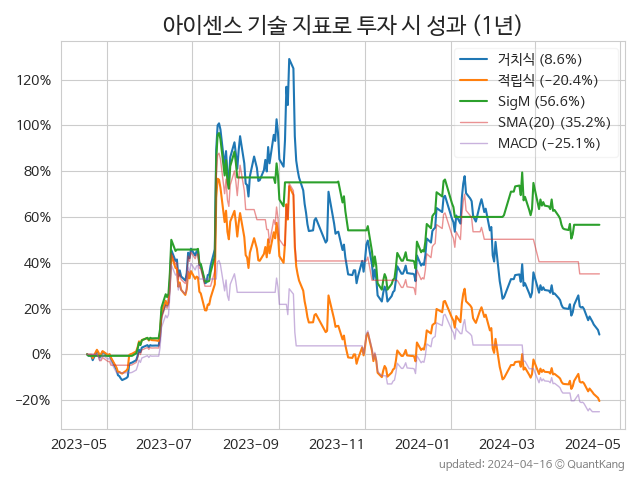 아이센스 기술 지표로 투자 시 성과 (1년)
거치식 (8.6%)
적립식 (−20.4%)
SigM (56.6%)
SMA(20) (35.2%)
MACD (−25.1%)
120%
100%
80%
60%
40%
20%
0%
−20%
2023−05 2023−07 2023−09 2023−11 2024−01 2024−03 2024−05
updated: 2024−04−16 © QuantKang